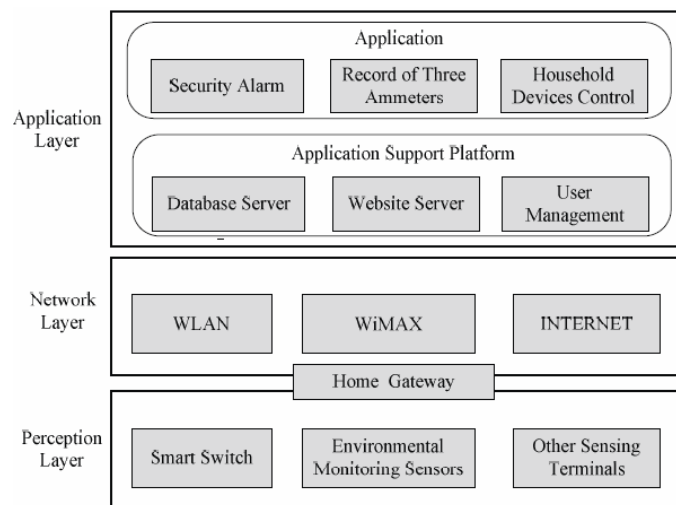 Application
Security Alarm
Record of Three
Ammeters
Household
Devices Control
Application
Layer
Application Support Platform
Database Server
Website Server
User
Management
Network
Layer
WLAN
WiMAX
INTERNET
Home Gateway
Perception
Layer
Smart Switch
Environmental
Monitoring Sensors
Other Sensing
Terminals